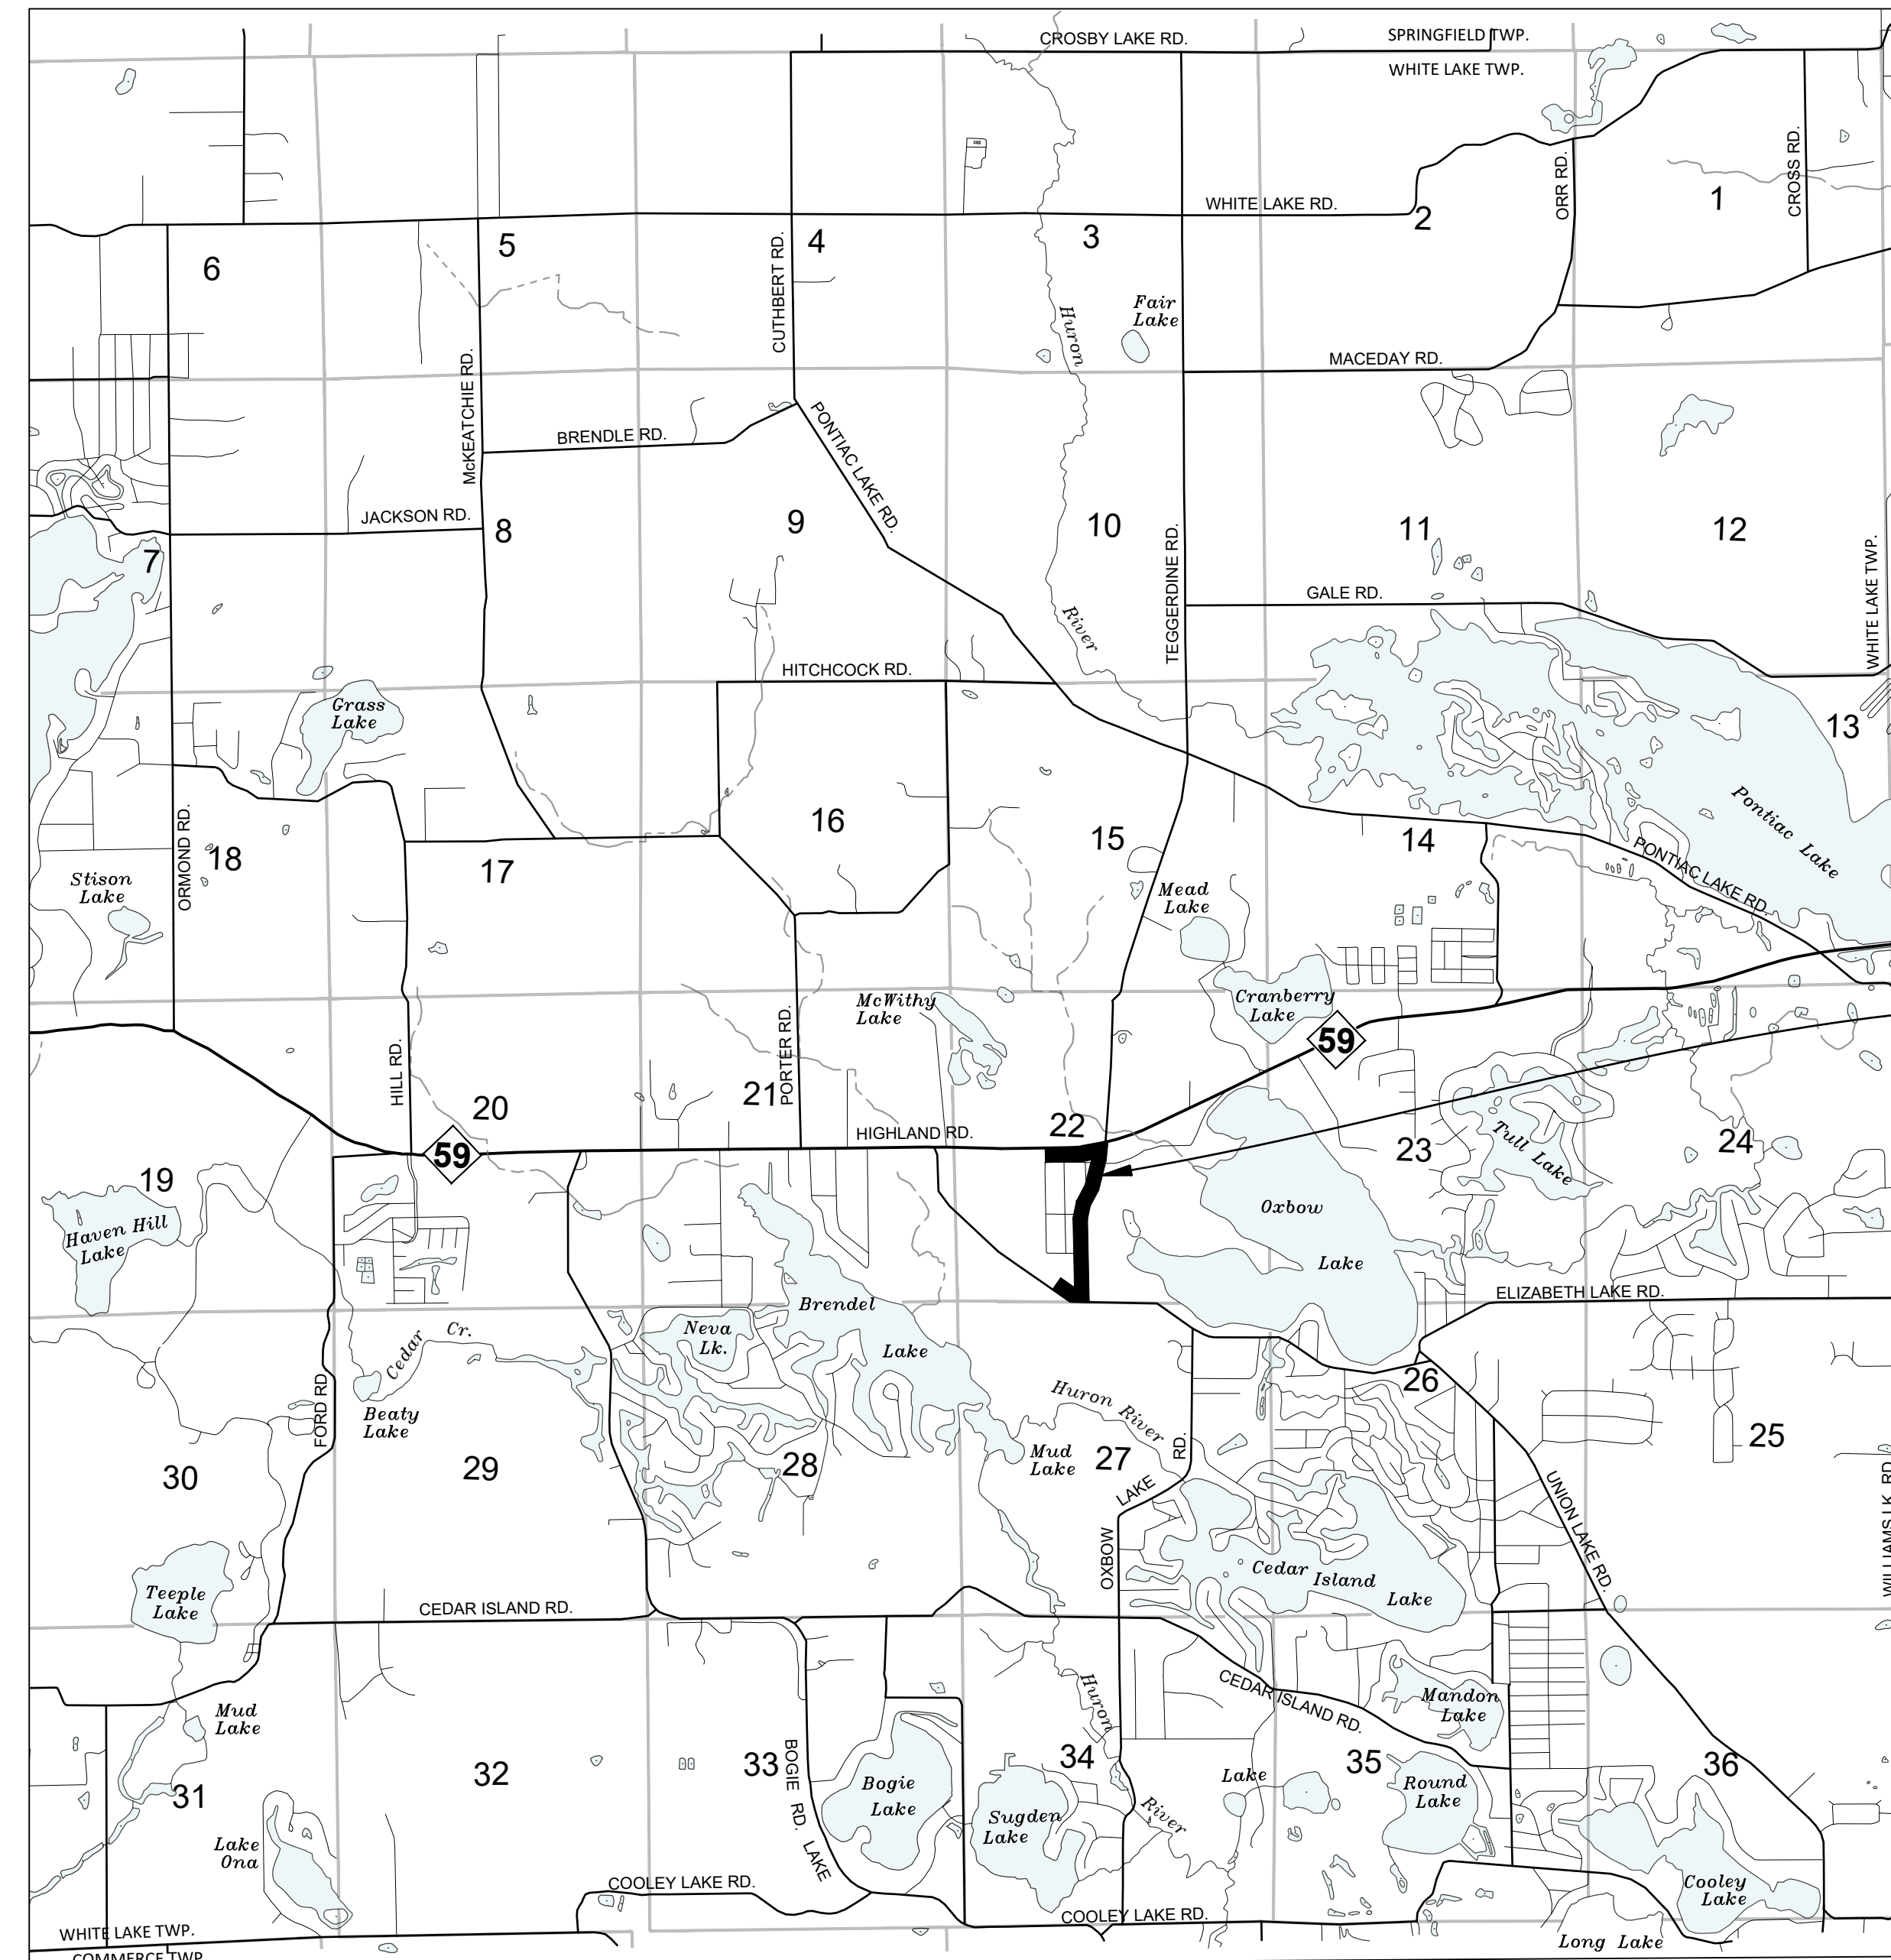 CROSBY LAKE RD.
SPRINGFIELD TWP.
WHITE LAKE TWP.
WHITE LAKE RD.
ORR RD.
CROSS RD.
1
2
3
4
5
6
CUTHBERT RD.
Huron
Fair
Lake
MACEDAY RD.
McKEATCHIE RD.
BRENDLE RD.
PONTIAC LAKE RD.
JACKSON RD.
7
8
9
10
11
12
TEGGERDINE RD.
GALE RD.
WHITE LAKE TWP.
River
HITCHCOCK RD.
Grass
Lake
13
Pontiac Lake
ORMOND RD.
18
17
16
15
14
PONTIAC LAKE RD.
Stison
Lake
Mead
Lake
McWithy
Lake
Cranberry
Lake
59
PORTER RD.
HILL RD.
20
21
22
HIGHLAND RD.
59
23
Tull Lake
24
19
Haven Hill
Lake
Oxbow
Lake
ELIZABETH LAKE RD.
Brendel
Lake
Neva
Lk.
Cedar
Cr.
26
FORD RD.
Beaty
Lake
Huron River
RD.
25
30
29
28
Mud
Lake
27
LAKE
OXBOW
UNION LAKE RD.
WILLIAMS LK. RD.
Teeple
Lake
Cedar Island
Lake
CEDAR ISLAND RD.
CEDAR ISLAND RD.
Mud
Lake
Huron
Mandon
Lake
31
32
33
BOGIE
RD.
LAKE
Bogie
Lake
34
Sugden
Lake
River
Lake
35
Round
Lake
36
Lake
Ona
COOLEY LAKE RD.
COOLEY LAKE RD.
Cooley
Lake
WHITE LAKE TWP.
COMMERCE TWP.
Long Lake